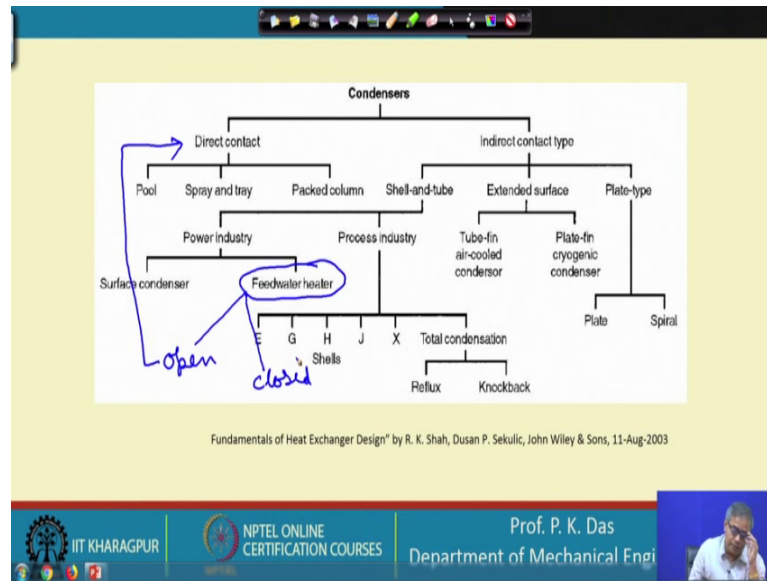 Condensers
Direct contact
Indirect contact type
Pool
Spray and tray
Packed column
Shell-and-tube
Extended surface
Plate-type
Power industry
Process industry
Tube-fin
air-cooled
condersor
Plate-fin
cryogenic
condenser
Surface condenser
Feedwater heater
Plate
Spiral
E G H J X Total condensation
Shells
open
closed
Reflux
Knockback
Fundamentals of Heat Exchanger Design" by R. K. Shah, Dusan P. Sekulic, John Wiley & Sons, 11-Aug-2003
IIT KHARAGPUR
NPTEL ONLINE
CERTIFICATION COURSES
Prof. P. K. Das
Department of Mechanical Engi